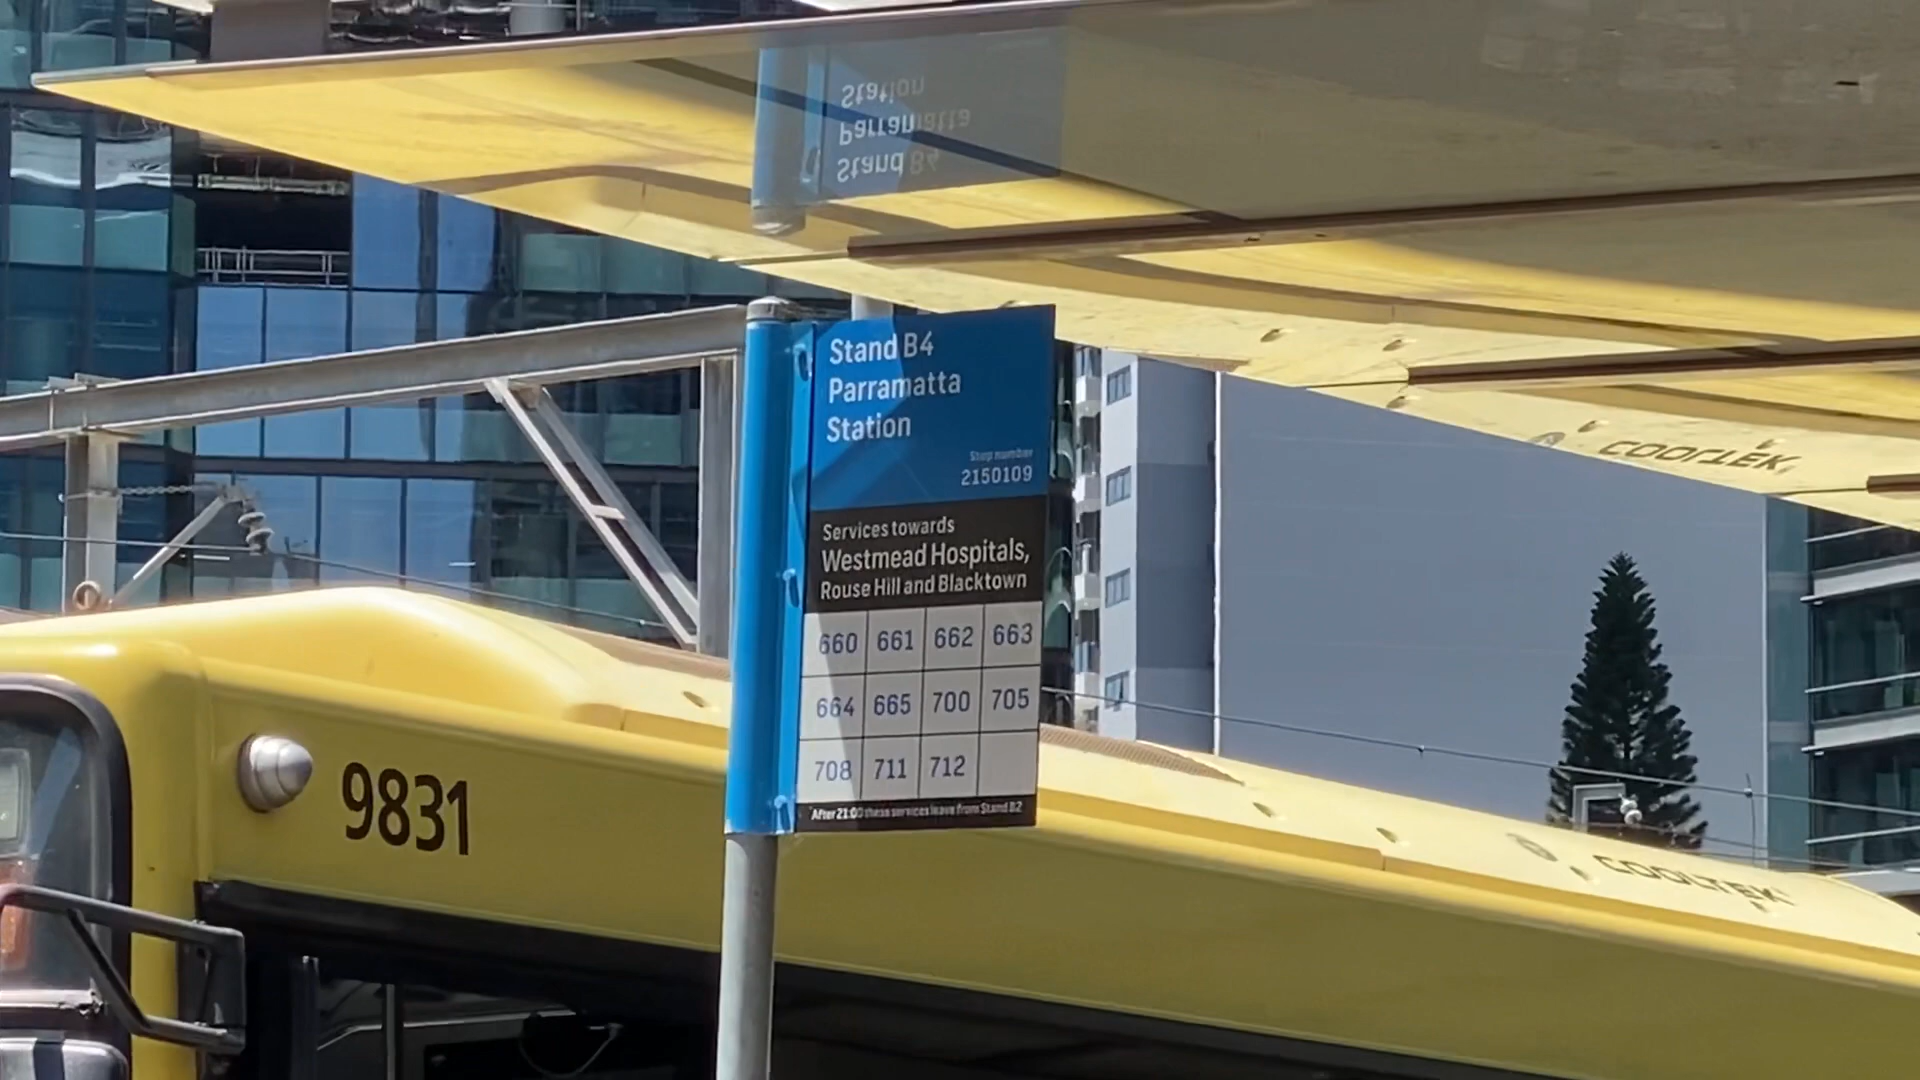 Station
Parramatta
Stand B4
Stand B4
Parramatta
Station
Stop number
2150109
Services towards
Westmead Hospitals,
Rouse Hill and Blacktown
660 661 662 663
664 665 700 705
708 711 712
After 21:00 these services leave from Stand B2
COOLTEK
9831
COOLTEK